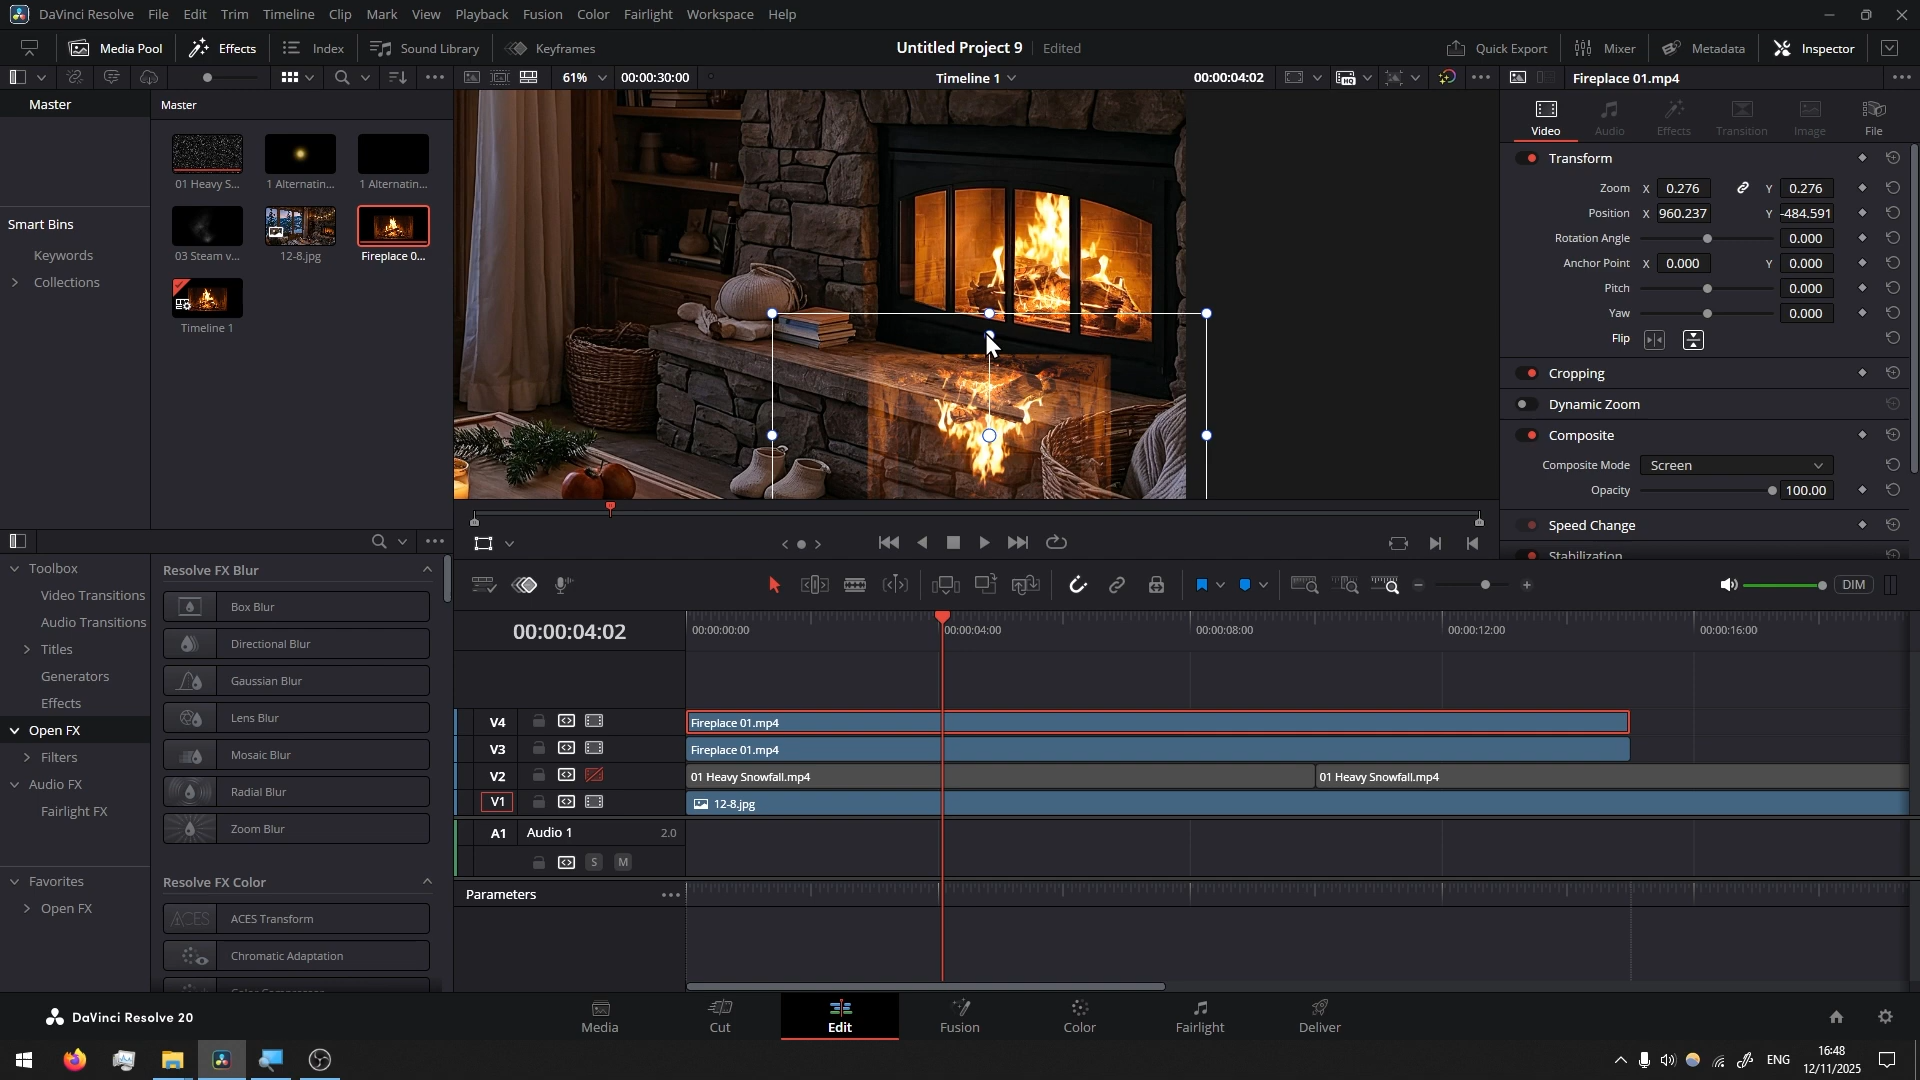 DaVinci Resolve File Edit Trim Timeline Clip Mark View Playback Fusion Color Fairlight Workspace Help
Media Pool Effects Index Sound Library Keyframes Untitled Project 9 Edited Quick Export Mixer Metadata Inspector
61% 00:00:30:00 Timeline 1 00:00:04:02 Fireplace 01.mp4
Master
Master
01 Heavy S...
1 Alternatin...
1 Alternatin...
Smart Bins
Keywords
Collections
03 Steam v...
12-8.jpg
Fireplace 0...
Timeline 1
Video Audio Effects Transition Image File
Transform
Zoom X 0.276 Y 0.276
Position X 960.237 Y -484.591
Rotation Angle 0.000
Anchor Point X 0.000 Y 0.000
Pitch 0.000
Yaw 0.000
Flip
Cropping
Dynamic Zoom
Composite
Composite Mode Screen
Opacity 100.00
Speed Change
Stabilization
Toolbox
Video Transitions
Audio Transitions
Titles
Generators
Effects
Open FX
Filters
Audio FX
Fairlight FX
Favorites
Open FX
Resolve FX Blur
Box Blur
Directional Blur
Gaussian Blur
Lens Blur
Mosaic Blur
Radial Blur
Zoom Blur
Resolve FX Color
ACES ACES Transform
Chromatic Adaptation
DIM
00:00:04:02
00:00:00:00 00:00:04:00 00:00:08:00 00:00:12:00 00:00:16:00
V4 Fireplace 01.mp4
V3 Fireplace 01.mp4
V2 01 Heavy Snowfall.mp4 01 Heavy Snowfall.mp4
V1 12-8.jpg
A1 Audio 1 2.0
S M
Parameters
DaVinci Resolve 20
Media Cut Edit Fusion Color Fairlight Deliver
ENG
16:48
12/11/2025